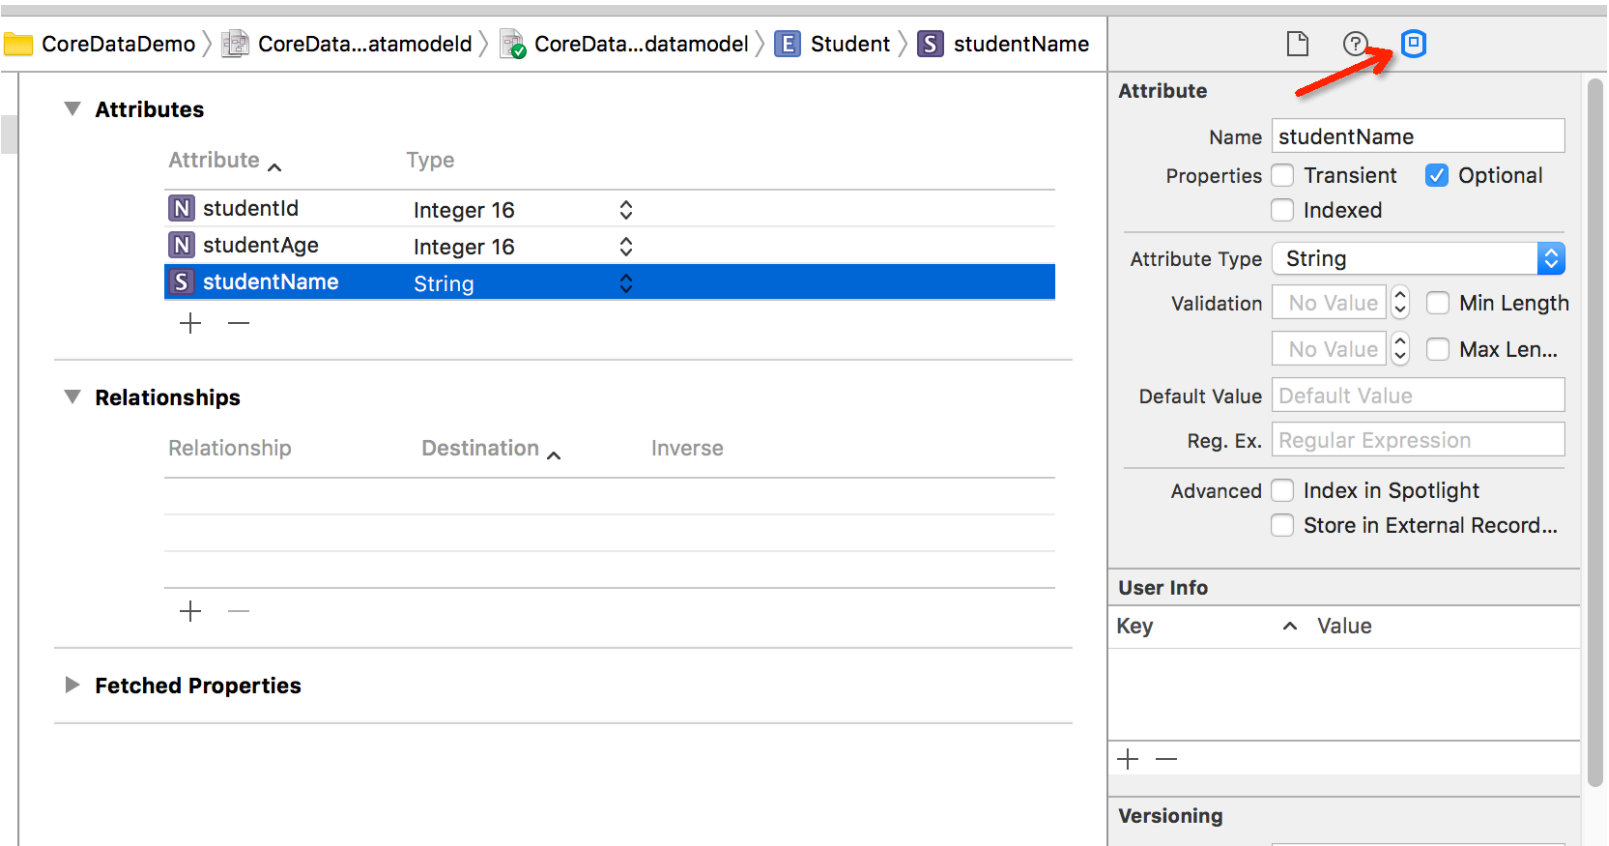 CoreDataDemo CoreData...atamodeld CoreData...datamodel E Student S studentName
Attributes
Attribute Type
N studentId Integer 16
N studentAge Integer 16
S studentName String
Relationships
Relationship Destination Inverse
Fetched Properties
?
Attribute
Name studentName
Properties Transient Optional
Indexed
Attribute Type String
Validation No Value Min Length
No Value Max Len...
Default Value Default Value
Reg. Ex. Regular Expression
Advanced Index in Spotlight
Store in External Record...
User Info
Key Value
Versioning